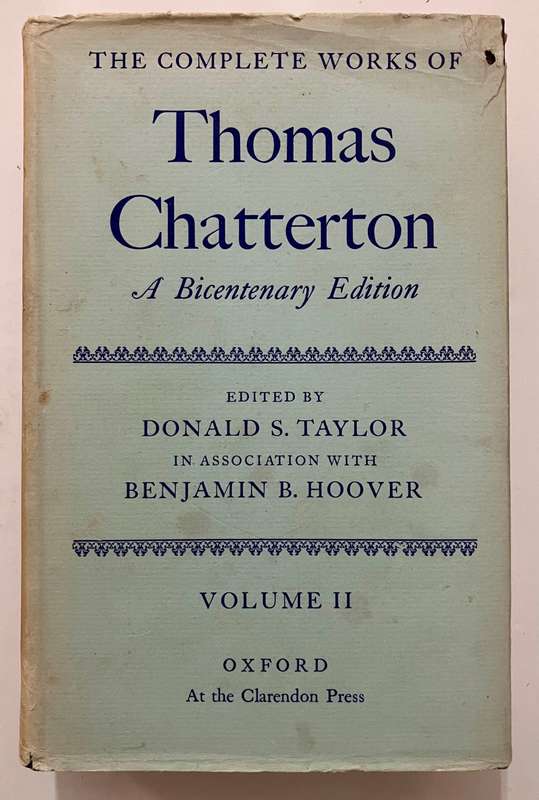 THE COMPLETE WORKS OF
Thomas
Chatterton
A Bicentenary Edition
EDITED BY
DONALD S. TAYLOR
IN ASSOCIATION WITH
BENJAMIN B. HOOVER
VOLUME II
OXFORD
At the Clarendon Press